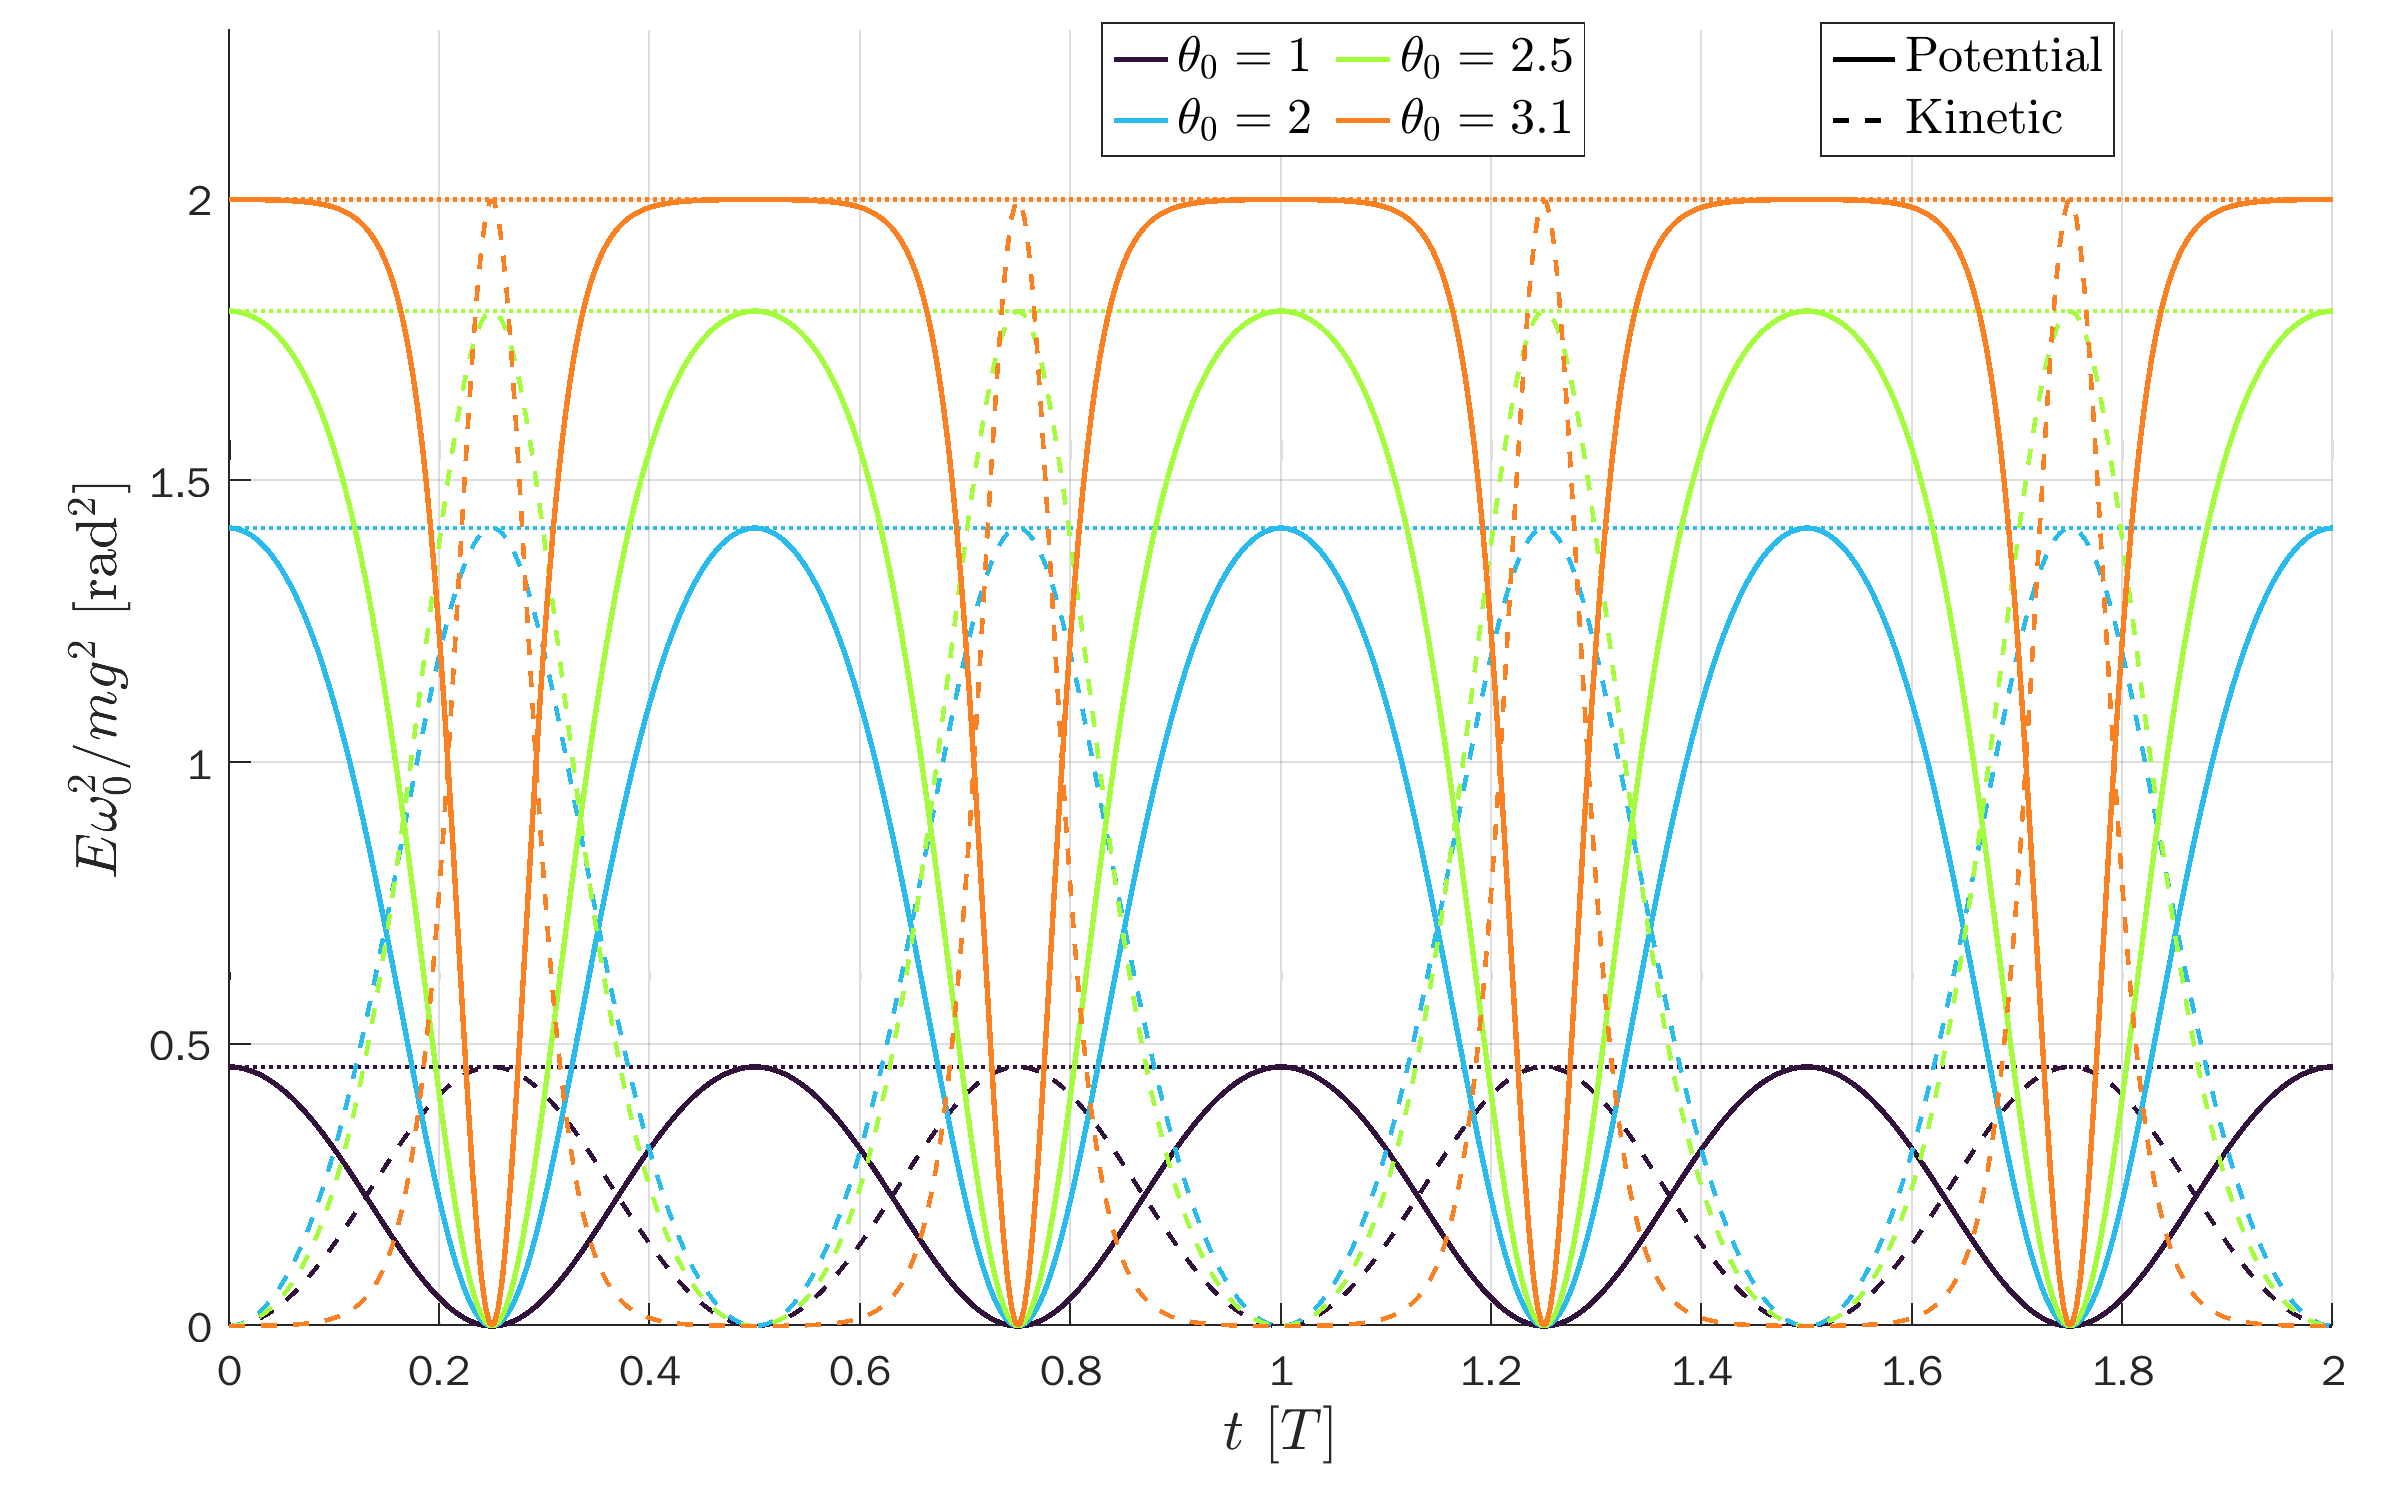 θ₀ = 1 θ₀ = 2.5
θ₀ = 2 θ₀ = 3.1
Potential
Kinetic
Eω₀²/mg² [rad²]
2
1.5
1
0.5
0
0 0.2 0.4 0.6 0.8 1 1.2 1.4 1.6 1.8 2
t [T]